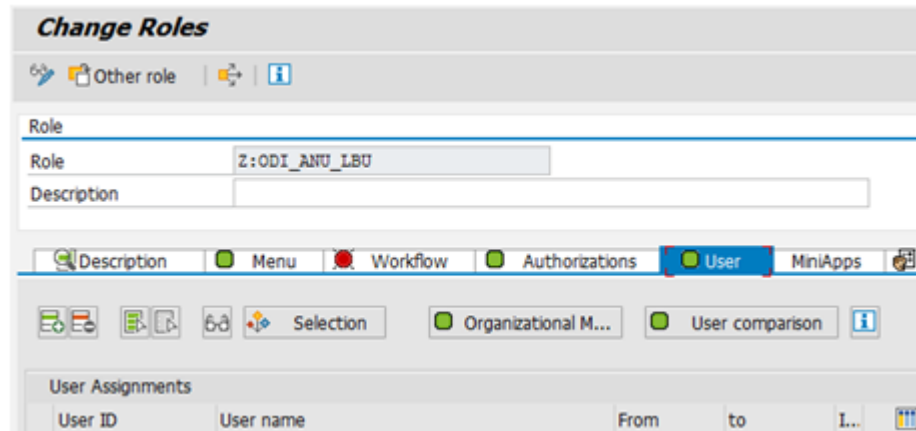 Change Roles
Other role
Role
Role Z:ODI_ANU_LBU
Description
Description Menu Workflow Authorizations User MiniApps
Selection Organizational M... User comparison
User Assignments
User ID User name From to I...